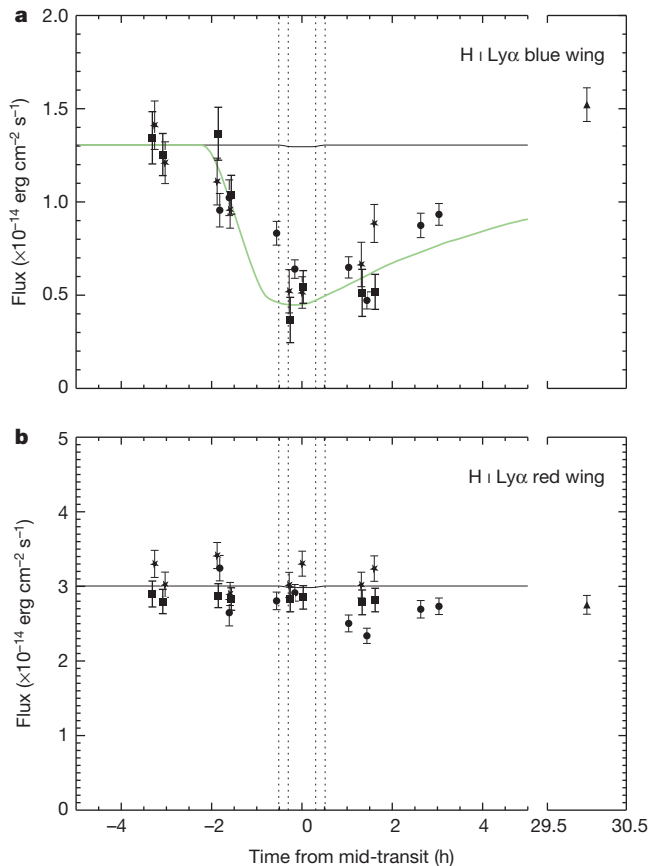 a
2.0
H I Lyα blue wing
1.5
1.0
0.5
0
Flux (×10⁻¹⁴ erg cm⁻² s⁻¹)
b
5
H I Lyα red wing
4
3
2
1
0
Flux (×10⁻¹⁴ erg cm⁻² s⁻¹)
−4 −2 0 2 4 29.5 30.5
Time from mid-transit (h)